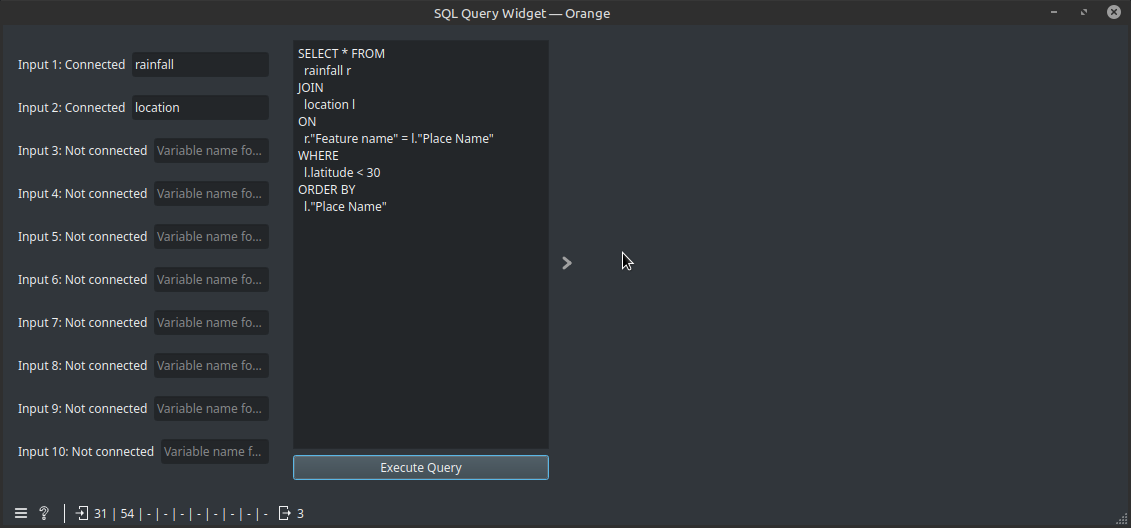 SQL Query Widget — Orange
Input 1: Connected rainfall
Input 2: Connected location
Input 3: Not connected Variable name fo...
Input 4: Not connected Variable name fo...
Input 5: Not connected Variable name fo...
Input 6: Not connected Variable name fo...
Input 7: Not connected Variable name fo...
Input 8: Not connected Variable name fo...
Input 9: Not connected Variable name fo...
Input 10: Not connected Variable name f...
SELECT * FROM
rainfall r
JOIN
location l
ON
r."Feature name" = l."Place Name"
WHERE
l.latitude < 30
ORDER BY
l."Place Name"
Execute Query
? | 31 | 54 | - | - | - | - | - | - | - | - 3